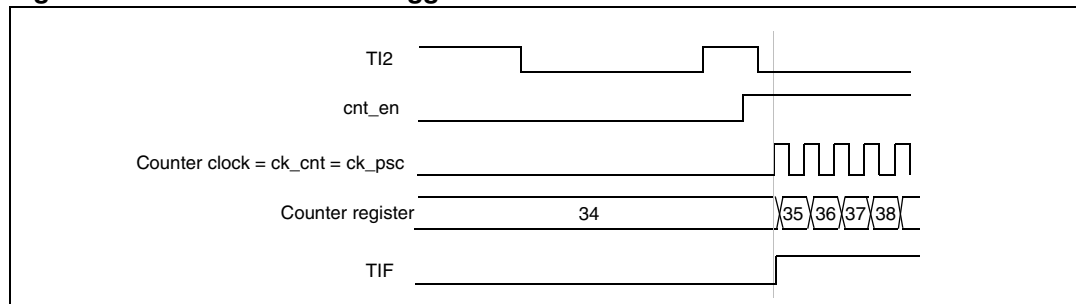 TI2
cnt_en
Counter clock = ck_cnt = ck_psc
Counter register 34 35 36 37 38
TIF